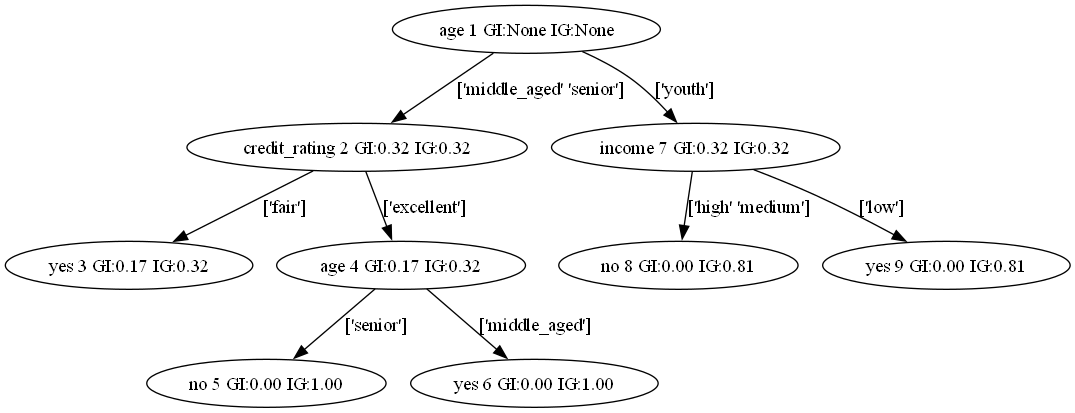 age 1 GI:None IG:None
['middle_aged' 'senior']
['youth']
credit_rating 2 GI:0.32 IG:0.32
income 7 GI:0.32 IG:0.32
['fair']
['excellent']
['high' 'medium']
['low']
yes 3 GI:0.17 IG:0.32
age 4 GI:0.17 IG:0.32
no 8 GI:0.00 IG:0.81
yes 9 GI:0.00 IG:0.81
['senior']
['middle_aged']
no 5 GI:0.00 IG:1.00
yes 6 GI:0.00 IG:1.00